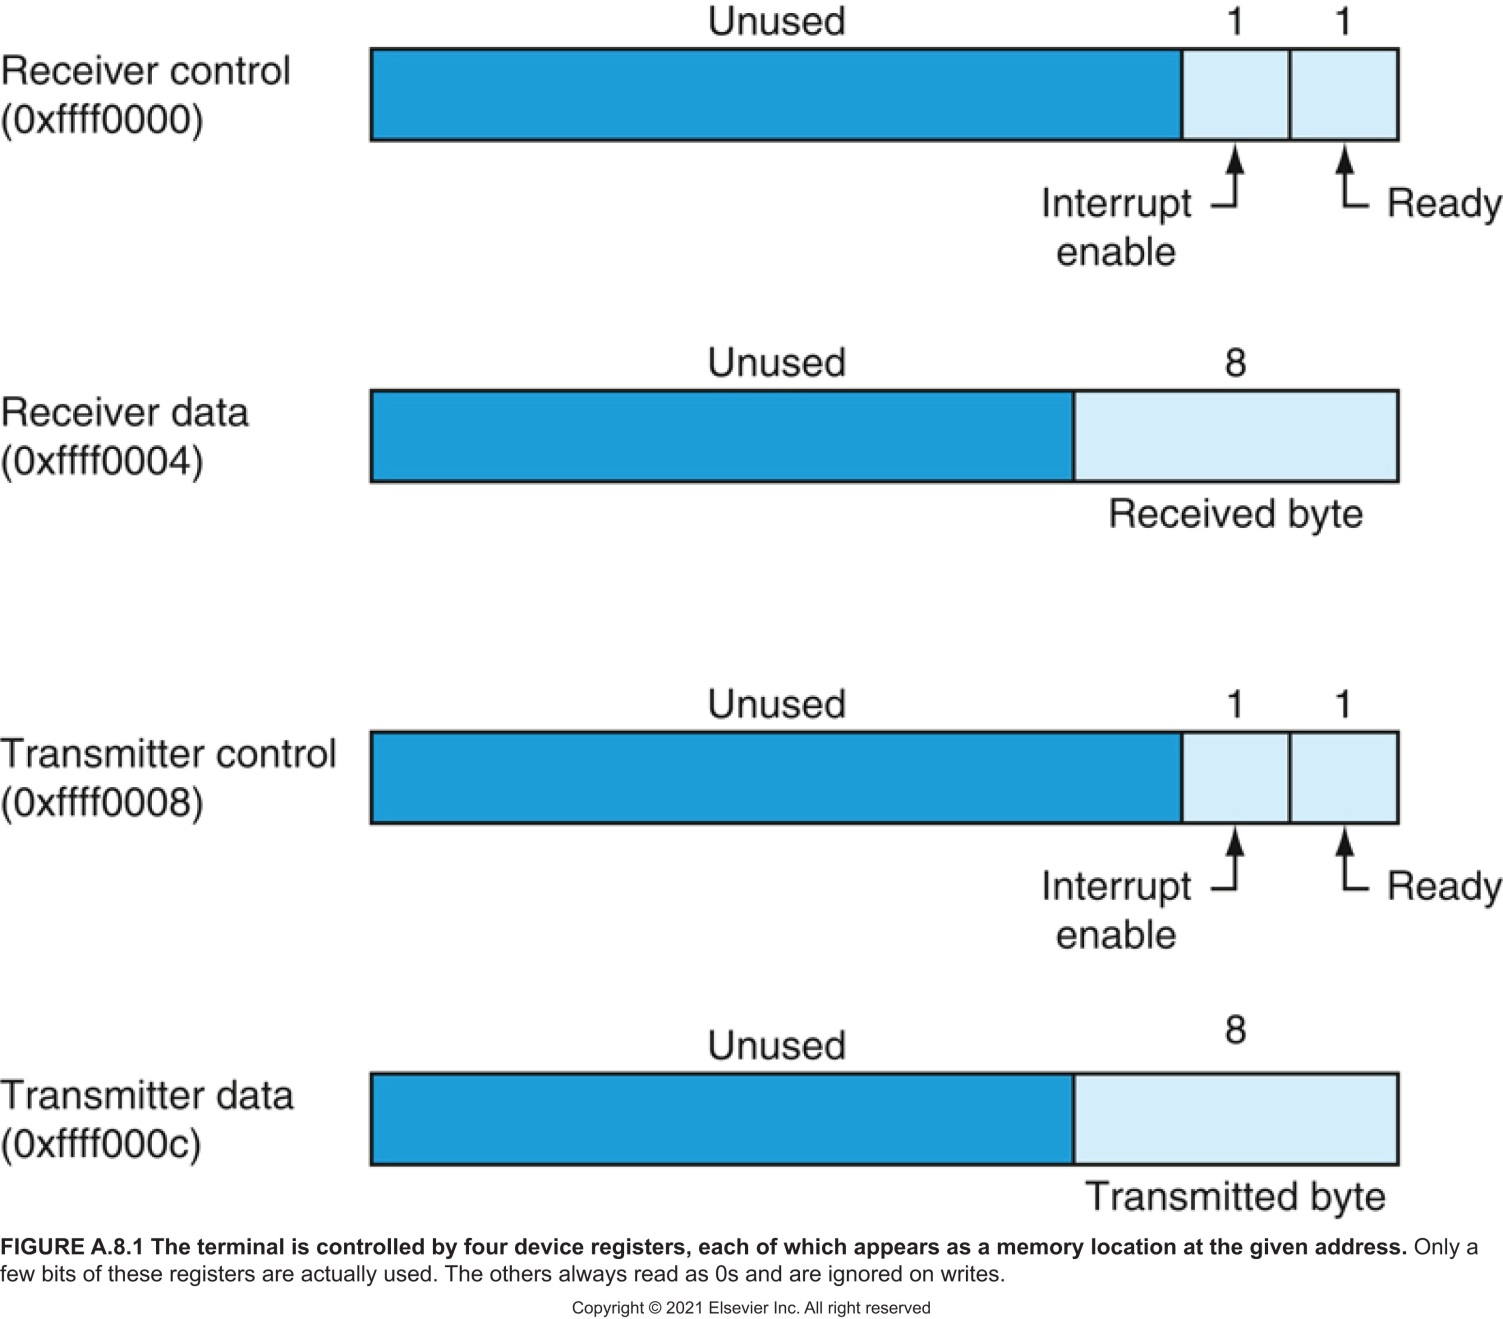 Unused 1 1
Receiver control
(0xffff0000)
Interrupt
enable
Ready
Unused 8
Receiver data
(0xffff0004)
Received byte
Unused 1 1
Transmitter control
(0xffff0008)
Interrupt
enable
Ready
Unused 8
Transmitter data
(0xffff000c)
Transmitted byte
FIGURE A.8.1 The terminal is controlled by four device registers, each of which appears as a memory location at the given address. Only a
few bits of these registers are actually used. The others always read as 0s and are ignored on writes.
Copyright © 2021 Elsevier Inc. All right reserved